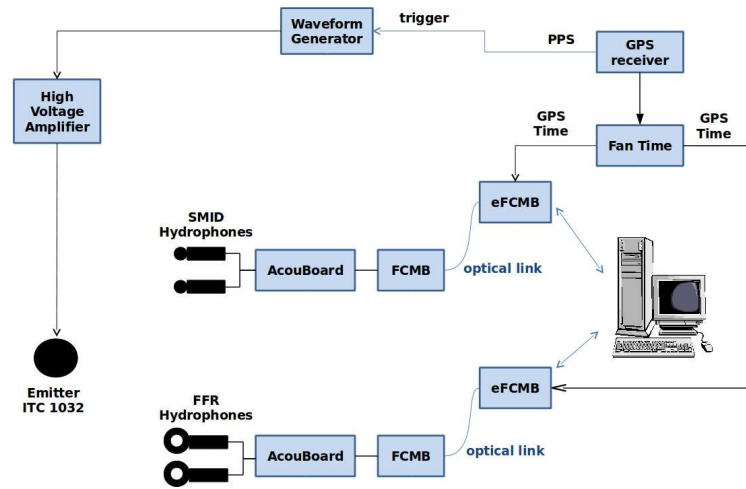 Waveform
Generator
trigger
PPS
GPS
receiver
High
Voltage
Amplifier
GPS
Time
Fan Time
GPS
Time
eFCMB
SMID
Hydrophones
AcouBoard
FCMB
optical link
Emitter
ITC 1032
eFCMB
FFR
Hydrophones
AcouBoard
FCMB
optical link